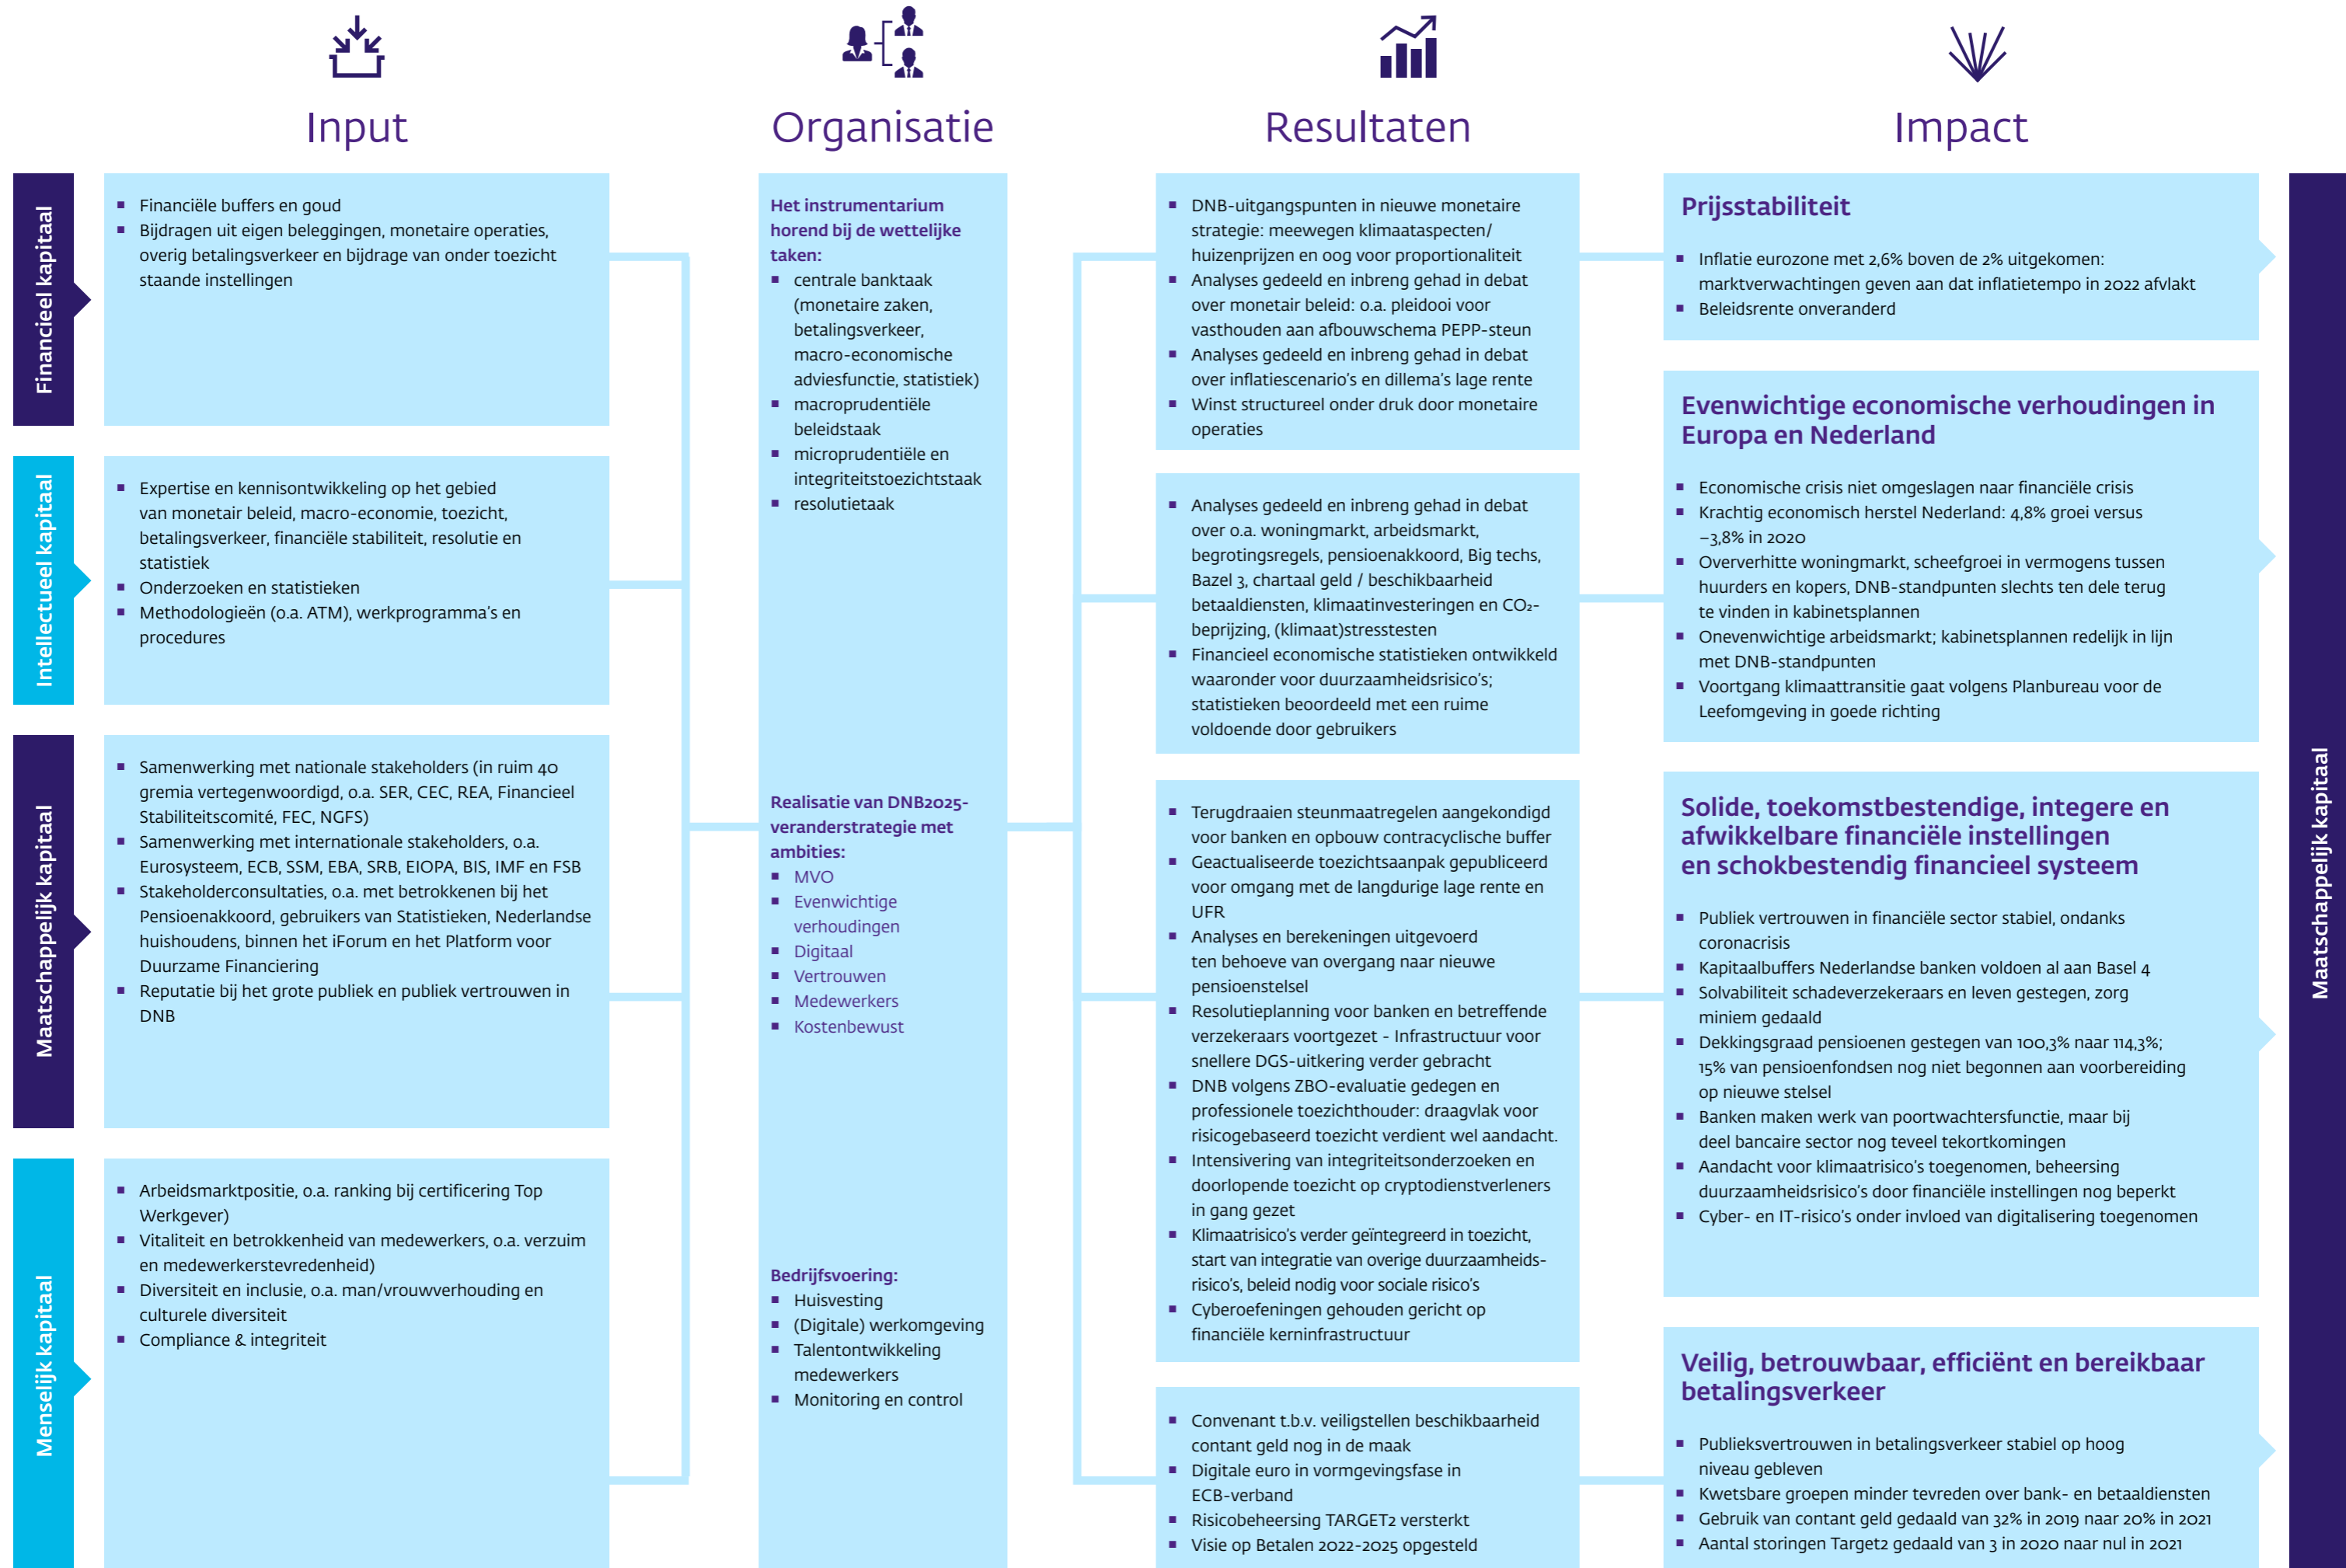 Input
Organisatie
Resultaten
Impact
Financieel kapitaal
▪ Financiële buffers en goud
▪ Bijdragen uit eigen beleggingen, monetaire operaties,
overig betalingsverkeer en bijdrage van onder toezicht
staande instellingen
Intellectueel kapitaal
▪ Expertise en kennisontwikkeling op het gebied
van monetair beleid, macro-economie, toezicht,
betalingsverkeer, financiële stabiliteit, resolutie en
statistiek
▪ Onderzoeken en statistieken
▪ Methodologieën (o.a. ATM), werkprogramma's en
procedures
Maatschappelijk kapitaal
▪ Samenwerking met nationale stakeholders (in ruim 40
gremia vertegenwoordigd, o.a. SER, CEC, REA, Financieel
Stabiliteitscomité, FEC, NGFS)
▪ Samenwerking met internationale stakeholders, o.a.
Eurosysteem, ECB, SSM, EBA, SRB, EIOPA, BIS, IMF en FSB
▪ Stakeholderconsultaties, o.a. met betrokkenen bij het
Pensioenakkoord, gebruikers van Statistieken, Nederlandse
huishoudens, binnen het iForum en het Platform voor
Duurzame Financiering
▪ Reputatie bij het grote publiek en publiek vertrouwen in
DNB
Menselijk kapitaal
▪ Arbeidsmarktpositie, o.a. ranking bij certificering Top
Werkgever)
▪ Vitaliteit en betrokkenheid van medewerkers, o.a. verzuim
en medewerkerstevredenheid)
▪ Diversiteit en inclusie, o.a. man/vrouwverhouding en
culturele diversiteit
▪ Compliance & integriteit
Het instrumentarium
horend bij de wettelijke
taken:
▪ centrale banktaak
(monetaire zaken,
betalingsverkeer,
macro-economische
adviesfunctie, statistiek)
▪ macroprudentiële
beleidstaak
▪ microprudentiële en
integriteitstoezichtstaak
▪ resolutietaak
Realisatie van DNB2025-
veranderstrategie met
ambities:
▪ MVO
▪ Evenwichtige
verhoudingen
▪ Digitaal
▪ Vertrouwen
▪ Medewerkers
▪ Kostenbewust
Bedrijfsvoering:
▪ Huisvesting
▪ (Digitale) werkomgeving
▪ Talentontwikkeling
medewerkers
▪ Monitoring en control
▪ DNB-uitgangspunten in nieuwe monetaire
strategie: meewegen klimaataspecten/
huizenprijzen en oog voor proportionaliteit
▪ Analyses gedeeld en inbreng gehad in debat
over monetair beleid: o.a. pleidooi voor
vasthouden aan afbouwschema PEPP-steun
▪ Analyses gedeeld en inbreng gehad in debat
over inflatiescenario's en dillema's lage rente
▪ Winst structureel onder druk door monetaire
operaties
▪ Analyses gedeeld en inbreng gehad in debat
over o.a. woningmarkt, arbeidsmarkt,
begrotingsregels, pensioenakkoord, Big techs,
Bazel 3, chartaal geld / beschikbaarheid
betaaldiensten, klimaatinvesteringen en CO₂-
beprijzing, (klimaat)stresstesten
▪ Financieel economische statistieken ontwikkeld
waaronder voor duurzaamheidsrisico's;
statistieken beoordeeld met een ruime
voldoende door gebruikers
▪ Terugdraaien steunmaatregelen aangekondigd
voor banken en opbouw contracyclische buffer
▪ Geactualiseerde toezichtsaanpak gepubliceerd
voor omgang met de langdurige lage rente en
UFR
▪ Analyses en berekeningen uitgevoerd
ten behoeve van overgang naar nieuwe
pensioenstelsel
▪ Resolutieplanning voor banken en betreffende
verzekeraars voortgezet - Infrastructuur voor
snellere DGS-uitkering verder gebracht
▪ DNB volgens ZBO-evaluatie gedegen en
professionele toezichthouder: draagvlak voor
risicogebaseerd toezicht verdient wel aandacht.
▪ Intensivering van integriteitsonderzoeken en
doorlopende toezicht op cryptodienstverleners
in gang gezet
▪ Klimaatrisico's verder geïntegreerd in toezicht,
start van integratie van overige duurzaamheids-
risico's, beleid nodig voor sociale risico's
▪ Cyberoefeningen gehouden gericht op
financiële kerninfrastructuur
▪ Convenant t.b.v. veiligstellen beschikbaarheid
contant geld nog in de maak
▪ Digitale euro in vormgevingsfase in
ECB-verband
▪ Risicobeheersing TARGET2 versterkt
▪ Visie op Betalen 2022-2025 opgesteld
Prijsstabiliteit
▪ Inflatie eurozone met 2,6% boven de 2% uitgekomen:
marktverwachtingen geven aan dat inflatietempo in 2022 afvlakt
▪ Beleidsrente onveranderd
Evenwichtige economische verhoudingen in
Europa en Nederland
▪ Economische crisis niet omgeslagen naar financiële crisis
▪ Krachtig economisch herstel Nederland: 4,8% groei versus
–3,8% in 2020
▪ Oververhitte woningmarkt, scheefgroei in vermogens tussen
huurders en kopers, DNB-standpunten slechts ten dele terug
te vinden in kabinetsplannen
▪ Onevenwichtige arbeidsmarkt; kabinetsplannen redelijk in lijn
met DNB-standpunten
▪ Voortgang klimaattransitie gaat volgens Planbureau voor de
Leefomgeving in goede richting
Solide, toekomstbestendige, integere en
afwikkelbare financiële instellingen
en schokbestendig financieel systeem
▪ Publiek vertrouwen in financiële sector stabiel, ondanks
coronacrisis
▪ Kapitaalbuffers Nederlandse banken voldoen al aan Basel 4
▪ Solvabiliteit schadeverzekeraars en leven gestegen, zorg
miniem gedaald
▪ Dekkingsgraad pensioenen gestegen van 100,3% naar 114,3%;
15% van pensioenfondsen nog niet begonnen aan voorbereiding
op nieuwe stelsel
▪ Banken maken werk van poortwachtersfunctie, maar bij
deel bancaire sector nog teveel tekortkomingen
▪ Aandacht voor klimaatrisico's toegenomen, beheersing
duurzaamheidsrisico's door financiële instellingen nog beperkt
▪ Cyber- en IT-risico's onder invloed van digitalisering toegenomen
Veilig, betrouwbaar, efficiënt en bereikbaar
betalingsverkeer
▪ Publieksvertrouwen in betalingsverkeer stabiel op hoog
niveau gebleven
▪ Kwetsbare groepen minder tevreden over bank- en betaaldiensten
▪ Gebruik van contant geld gedaald van 32% in 2019 naar 20% in 2021
▪ Aantal storingen Target2 gedaald van 3 in 2020 naar nul in 2021
Maatschappelijk kapitaal